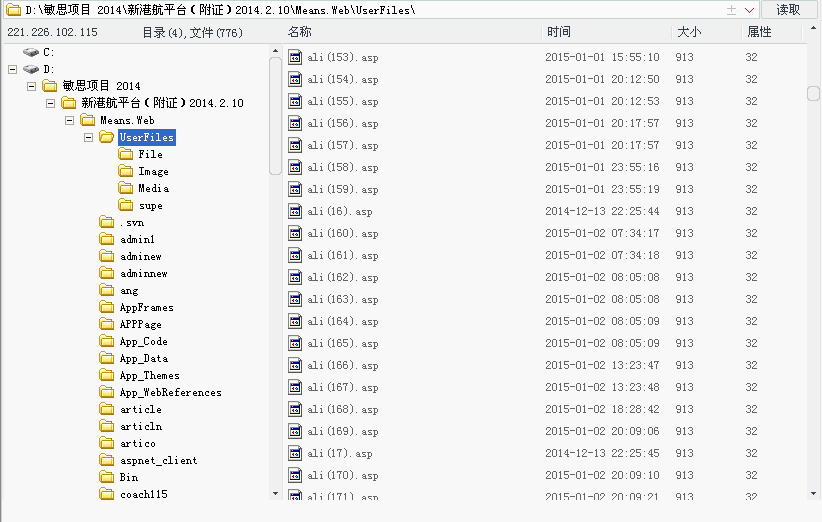 D:\敏思项目 2014\新港航平台(附证)2014.2.10\Means.Web\UserFiles\ 读取
221.226.102.115 目录(4),文件(776) 名称 时间 大小 属性
C:
D:
敏思项目 2014
新港航平台(附证)2014.2.10
Means.Web
UserFiles
File
Image
Media
supe
.svn
admin1
adminew
adminnew
ang
AppFrames
APPPage
App_Code
App_Data
App_Themes
App_WebReferences
article
articln
artico
aspnet_client
Bin
coach115
ali(153).asp 2015-01-01 15:55:10 913 32
ali(154).asp 2015-01-01 20:12:50 913 32
ali(155).asp 2015-01-01 20:12:53 913 32
ali(156).asp 2015-01-01 20:17:57 913 32
ali(157).asp 2015-01-01 20:17:57 913 32
ali(158).asp 2015-01-01 23:55:16 913 32
ali(159).asp 2015-01-01 23:55:19 913 32
ali(16).asp 2014-12-13 22:25:44 913 32
ali(160).asp 2015-01-02 07:34:17 913 32
ali(161).asp 2015-01-02 07:34:18 913 32
ali(162).asp 2015-01-02 08:05:08 913 32
ali(163).asp 2015-01-02 08:05:08 913 32
ali(164).asp 2015-01-02 08:05:09 913 32
ali(165).asp 2015-01-02 08:05:09 913 32
ali(166).asp 2015-01-02 13:23:47 913 32
ali(167).asp 2015-01-02 13:23:48 913 32
ali(168).asp 2015-01-02 18:28:42 913 32
ali(169).asp 2015-01-02 20:09:06 913 32
ali(17).asp 2014-12-13 22:25:45 913 32
ali(170).asp 2015-01-02 20:09:10 913 32
ali(171).asp 2015-01-02 20:09:21 913 32